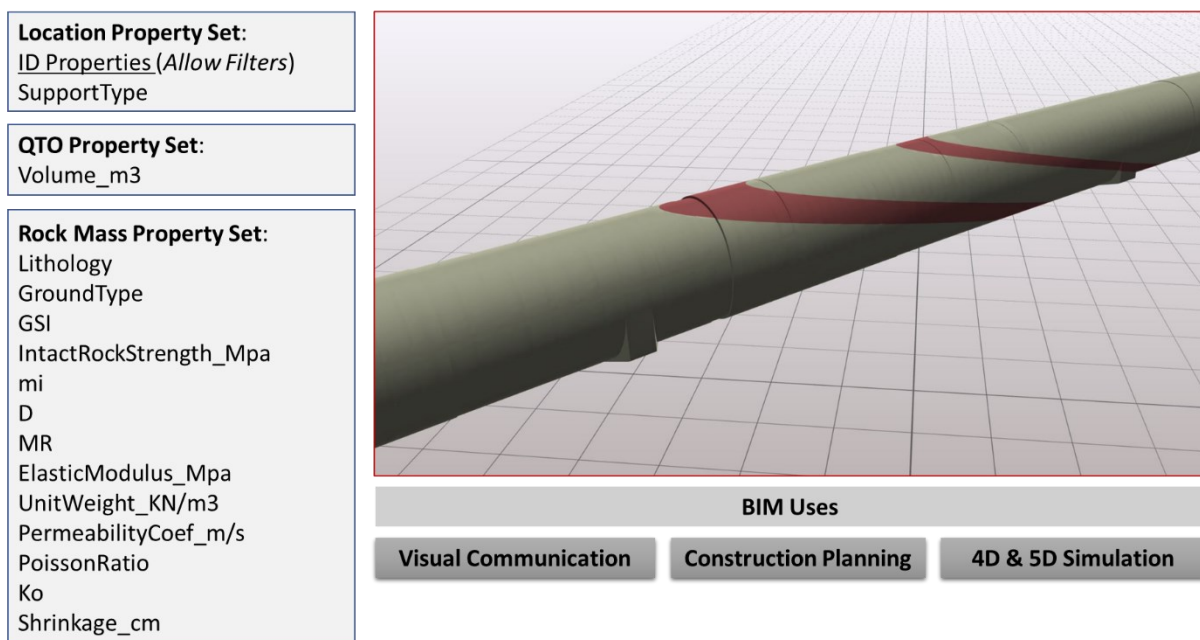 Location Property Set:
ID Properties (Allow Filters)
SupportType
QTO Property Set:
Volume_m3
Rock Mass Property Set:
Lithology
GroundType
GSI
IntactRockStrength_Mpa
mi
D
MR
ElasticModulus_Mpa
UnitWeight_KN/m3
PermeabilityCoef_m/s
PoissonRatio
Ko
Shrinkage_cm
BIM Uses
Visual Communication
Construction Planning
4D & 5D Simulation